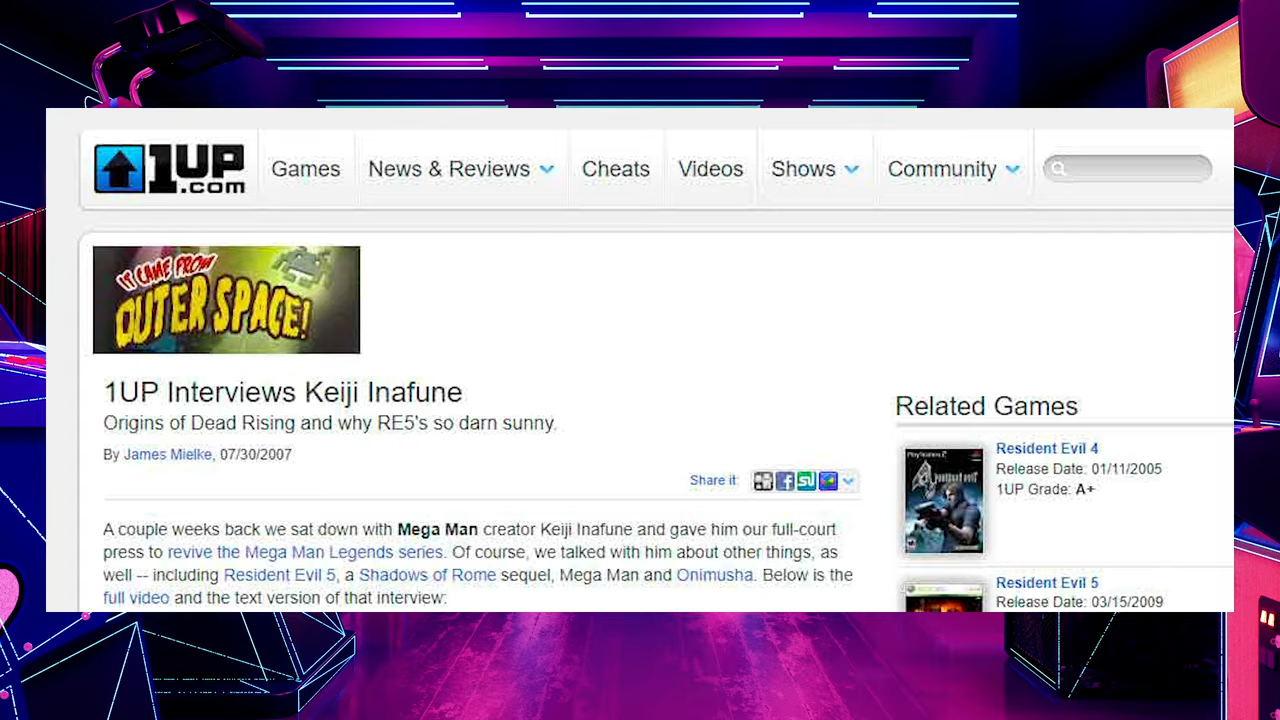 1UP
.com
Games
News & Reviews
Cheats
Videos
Shows
Community
IT CAME FROM
OUTER SPACE!
1UP Interviews Keiji Inafune
Origins of Dead Rising and why RE5's so darn sunny.
By James Mielke, 07/30/2007
Share it:
A couple weeks back we sat down with Mega Man creator Keiji Inafune and gave him our full-court
press to revive the Mega Man Legends series. Of course, we talked with him about other things, as
well -- including Resident Evil 5, a Shadows of Rome sequel, Mega Man and Onimusha. Below is the
full video and the text version of that interview:
Related Games
PlayStation 2
4
resident evil
Resident Evil 4
Release Date: 01/11/2005
1UP Grade: A+
Resident Evil 5
Release Date: 03/15/2009